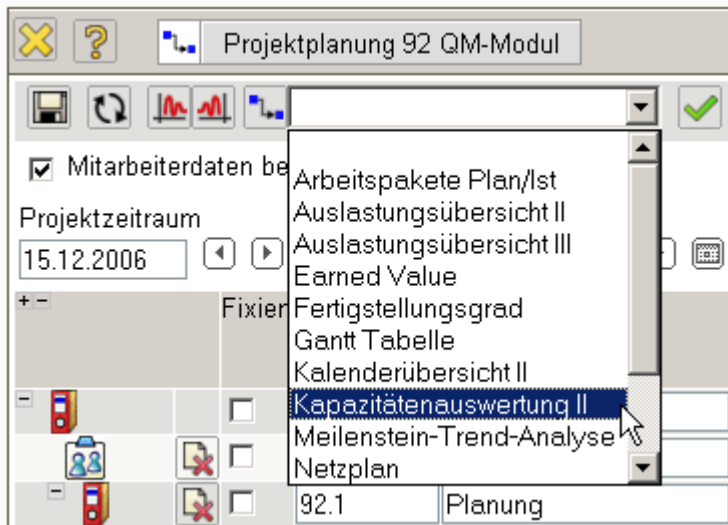 Projektplanung 92 QM-Modul
Mitarbeiterdaten be
Arbeitspakete Plan/Ist
Auslastungsübersicht II
Auslastungsübersicht III
Earned Value
Fertigstellungsgrad
Gantt Tabelle
Kalenderübersicht II
Kapazitätenauswertung II
Meilenstein-Trend-Analyse
Netzplan
Projektzeitraum
15.12.2006
Fixier
92.1 Planung